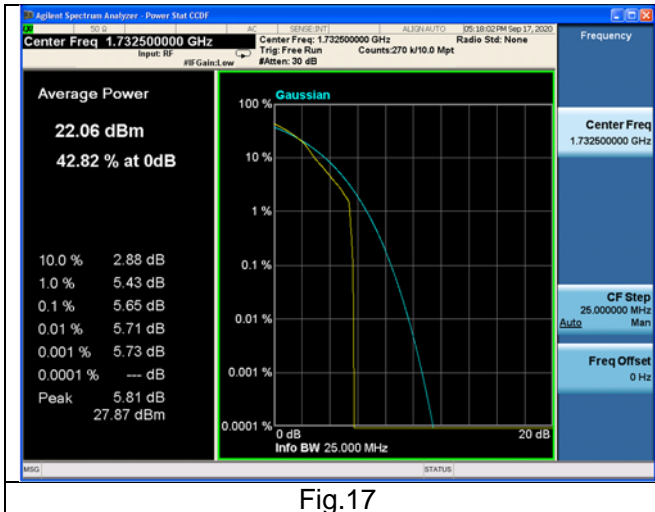 Agilent Spectrum Analyzer - Power Stat CCDF
50 Ω AC SENSE:INT ALIGNAUTO 05:18:02 PM Sep 17, 2020
Center Freq 1.732500000 GHz Center Freq: 1.732500000 GHz Radio Std: None
Input: RF Trig: Free Run Counts:270 k/10.0 Mpt
#IFGain:Low #Atten: 30 dB
Frequency
Average Power
22.06 dBm
42.82 % at 0dB
10.0 % 2.88 dB
1.0 % 5.43 dB
0.1 % 5.65 dB
0.01 % 5.71 dB
0.001 % 5.73 dB
0.0001 % --- dB
Peak 5.81 dB
27.87 dBm
Gaussian
100 %
10 %
1 %
0.1 %
0.01 %
0.001 %
0.0001 %
0 dB 20 dB
Info BW 25.000 MHz
Center Freq
1.732500000 GHz
CF Step
25.000000 MHz
Auto Man
Freq Offset
0 Hz
MSG STATUS
Fig.17